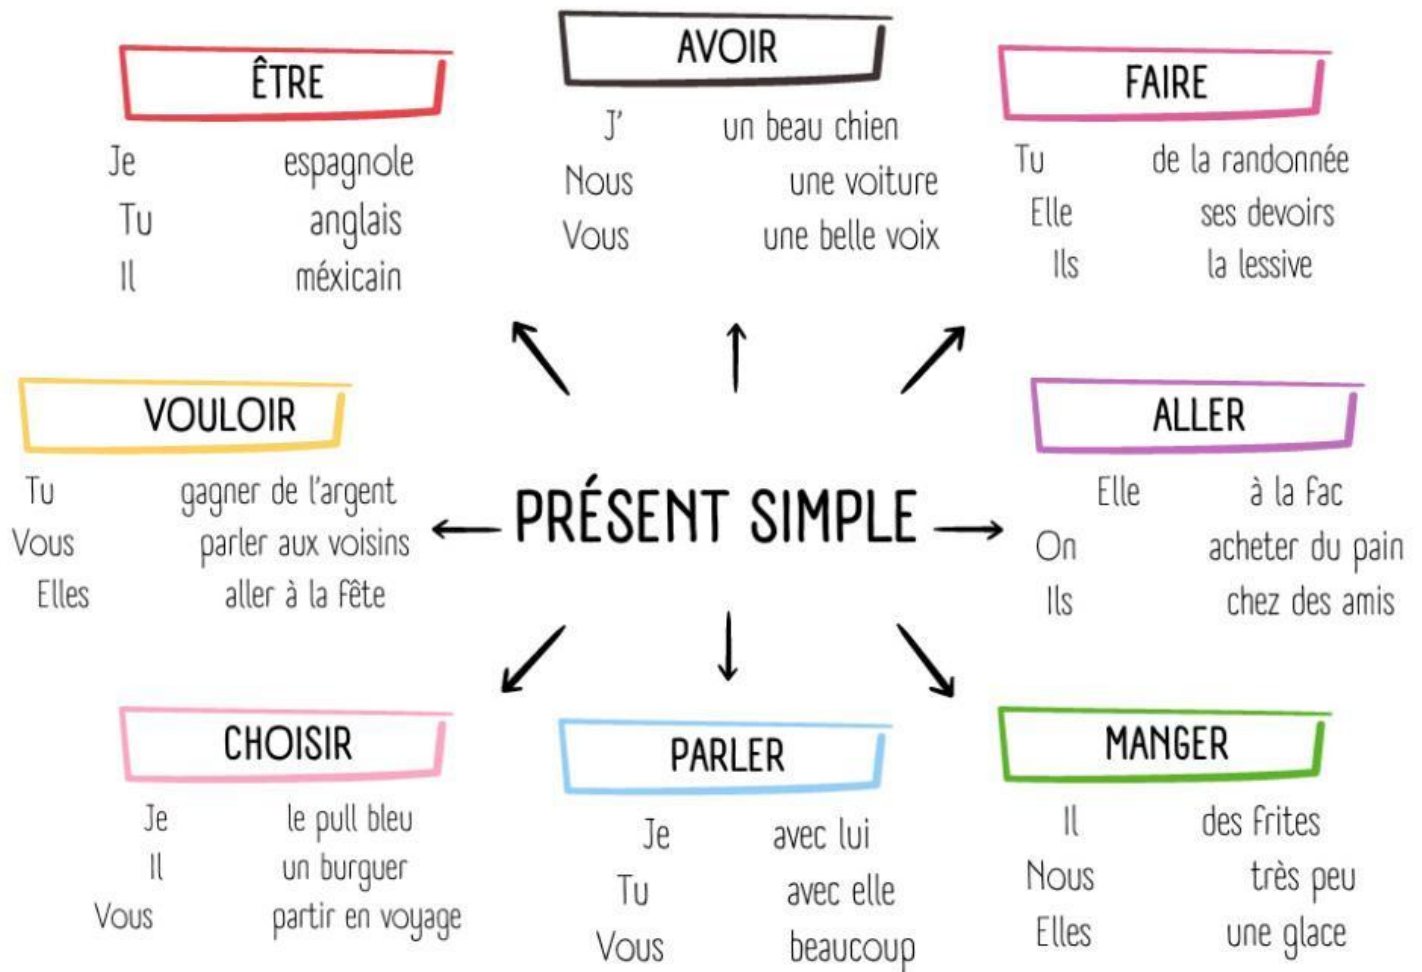 ÊTRE
Je espagnole
Tu anglais
Il méxicain
AVOIR
J' un beau chien
Nous une voiture
Vous une belle voix
FAIRE
Tu de la randonnée
Elle ses devoirs
Ils la lessive
VOULOIR
Tu gagner de l'argent
Vous parler aux voisins
Elles aller à la fête
PRÉSENT SIMPLE
ALLER
Elle à la fac
On acheter du pain
Ils chez des amis
CHOISIR
Je le pull bleu
Il un burguer
Vous partir en voyage
PARLER
Je avec lui
Tu avec elle
Vous beaucoup
MANGER
Il des frites
Nous très peu
Elles une glace